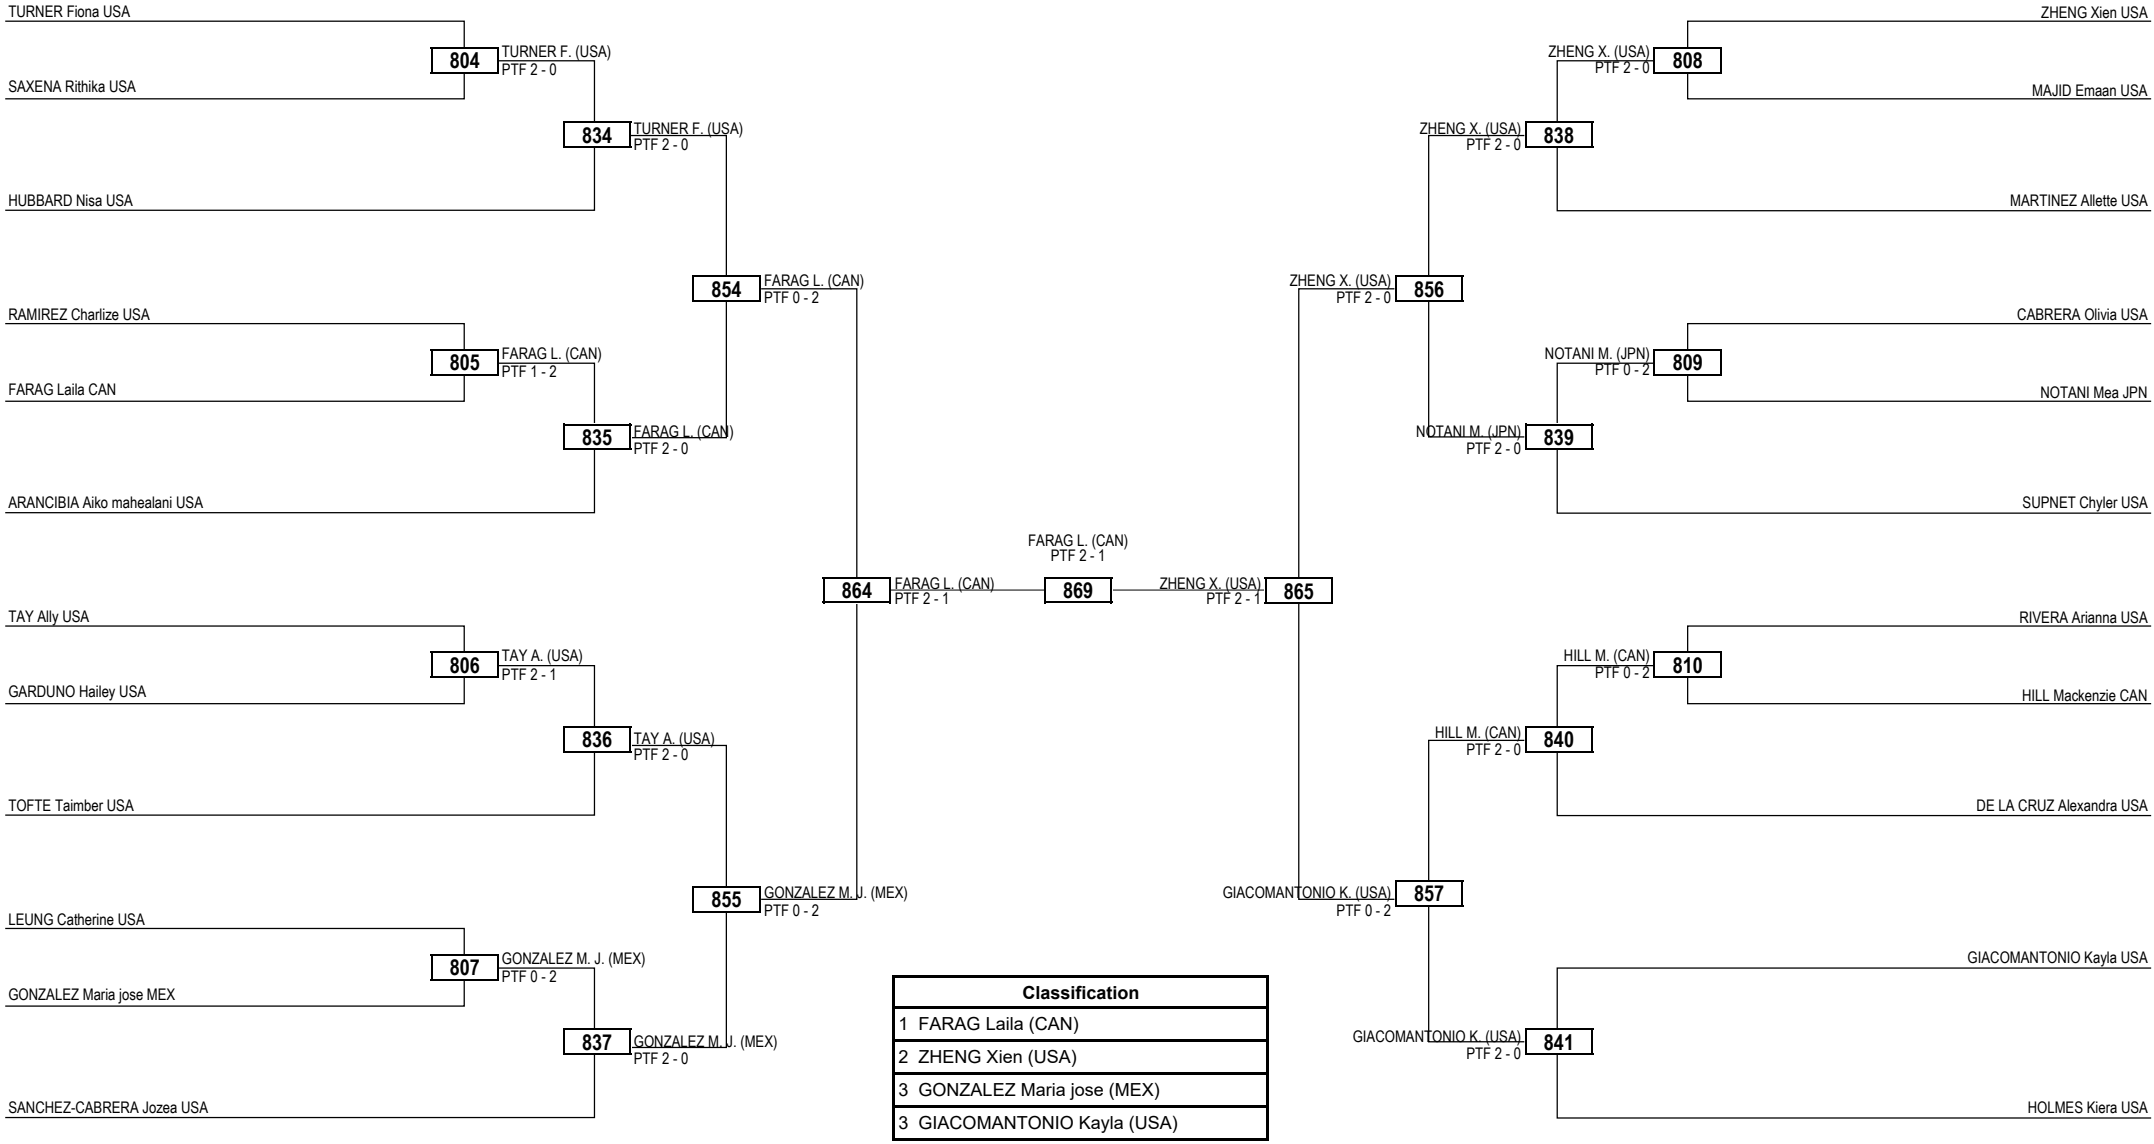 TURNER Fiona USA
804
TURNER F. (USA)
PTF 2 - 0
SAXENA Rithika USA
834
TURNER F. (USA)
PTF 2 - 0
HUBBARD Nisa USA
854
FARAG L. (CAN)
PTF 0 - 2
RAMIREZ Charlize USA
805
FARAG L. (CAN)
PTF 1 - 2
FARAG Laila CAN
835
FARAG L. (CAN)
PTF 2 - 0
ARANCIBIA Aiko mahealani USA
864
FARAG L. (CAN)
PTF 2 - 1
TAY Ally USA
806
TAY A. (USA)
PTF 2 - 1
GARDUNO Hailey USA
836
TAY A. (USA)
PTF 2 - 0
TOFTE Taimber USA
855
GONZALEZ M. J. (MEX)
PTF 0 - 2
LEUNG Catherine USA
807
GONZALEZ M. J. (MEX)
PTF 0 - 2
GONZALEZ Maria jose MEX
837
GONZALEZ M. J. (MEX)
PTF 2 - 0
SANCHEZ-CABRERA Jozea USA
FARAG L. (CAN)
PTF 2 - 1
869
ZHENG Xien USA
ZHENG X. (USA)
PTF 2 - 0
808
MAJID Emaan USA
ZHENG X. (USA)
PTF 2 - 0
838
MARTINEZ Allette USA
ZHENG X. (USA)
PTF 2 - 0
856
CABRERA Olivia USA
NOTANI M. (JPN)
PTF 0 - 2
809
NOTANI Mea JPN
NOTANI M. (JPN)
PTF 2 - 0
839
SUPNET Chyler USA
ZHENG X. (USA)
PTF 2 - 1
865
RIVERA Arianna USA
HILL M. (CAN)
PTF 0 - 2
810
HILL Mackenzie CAN
HILL M. (CAN)
PTF 2 - 0
840
DE LA CRUZ Alexandra USA
GIACOMANTONIO K. (USA)
PTF 0 - 2
857
GIACOMANTONIO Kayla USA
GIACOMANTONIO K. (USA)
PTF 2 - 0
841
HOLMES Kiera USA
Classification
1 FARAG Laila (CAN)
2 ZHENG Xien (USA)
3 GONZALEZ Maria jose (MEX)
3 GIACOMANTONIO Kayla (USA)